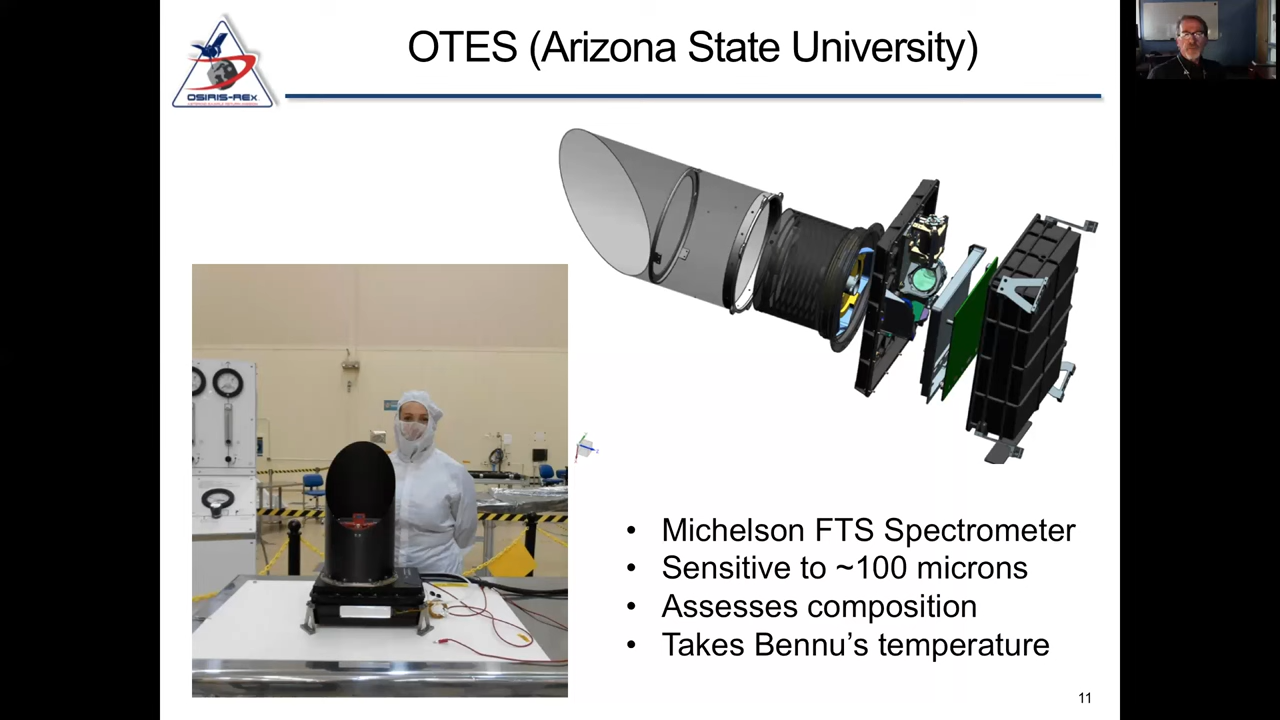 OTES (Arizona State University)
OSIRIS-REx
• Michelson FTS Spectrometer
• Sensitive to ~100 microns
• Assesses composition
• Takes Bennu’s temperature
11